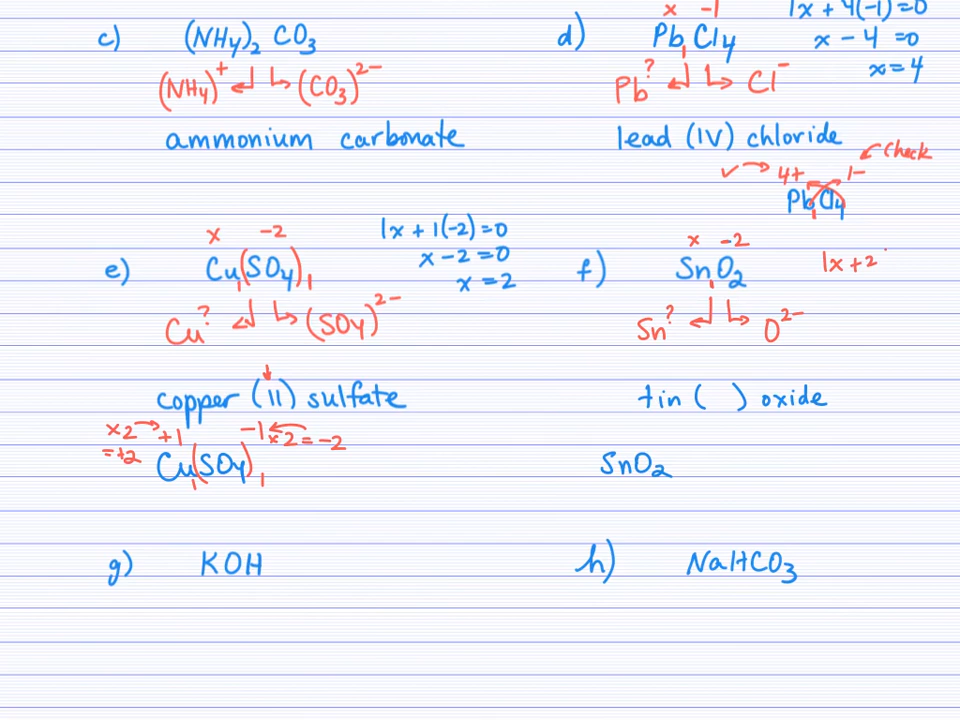 x -1 1x + 4(-1) = 0
c) (NH4)2 CO3 d) Pb1 Cl4 x - 4 = 0
x = 4
(NH4)+ (CO3)2- Pb? Cl-
ammonium carbonate lead (IV) chloride
✓ 4+ 1- check
Pb1Cl4
x -2 1x + 1(-2) = 0 x -2
x - 2 = 0
e) Cu1(SO4)1 x = 2 f) Sn1O2 1x + 2
Cu? (SO4)2- Sn? O2-
copper (II) sulfate tin ( ) oxide
x2 +1 -1 x2 = -2
= +2 Cu1(SO4)1 SnO2
g) KOH h) NaHCO3